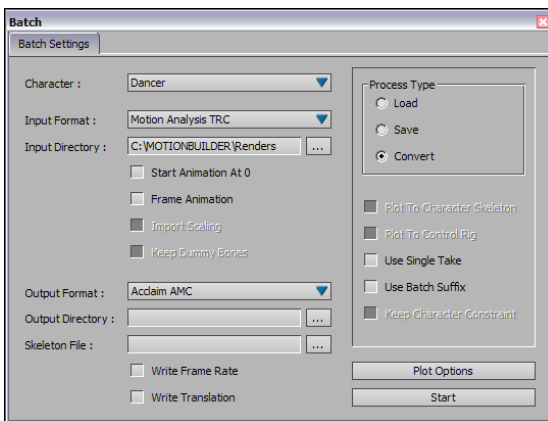 Batch
Batch Settings
Character :
Dancer
Input Format :
Motion Analysis TRC
Input Directory :
C:\MOTIONBUILDER\Renders
...
Start Animation At 0
Frame Animation
Import Scaling
Keep Dummy Bones
Output Format :
Acclaim AMC
Output Directory :
...
Skeleton File :
...
Write Frame Rate
Write Translation
Process Type
Load
Save
Convert
Plot To Character Skeleton
Plot To Control Rig
Use Single Take
Use Batch Suffix
Keep Character Constraint
Plot Options
Start